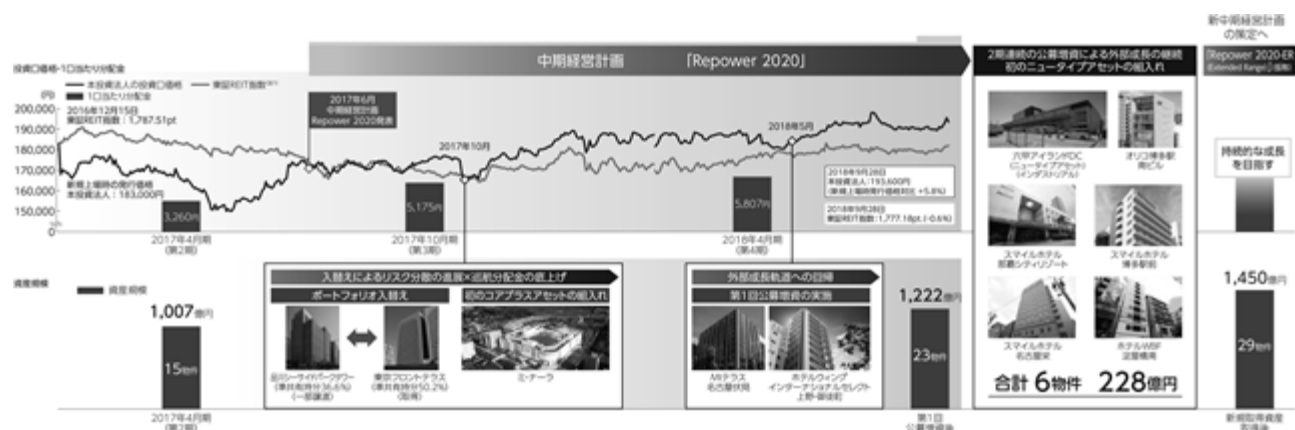 新中期経営計画
の策定へ
中期経営計画 「Repower 2020」
2期連続の公募増資による外部成長の継続
初のニュータイプアセットの組入れ
「Repower 2020-ER
(Extended Range)」
投資口価格・1口当たり分配金
(円)
本投資法人の投資口価格
東証REIT指数
1口当たり分配金
200,000
190,000
180,000
170,000
160,000
150,000
0
2016年12月15日
東証REIT指数:1,787.51pt
新規上場時の発行価格
本投資法人:183,000円
2017年6月
中期経営計画
Repower 2020発表
2017年10月
2018年5月
2018年9月28日
本投資法人:193,600円
(新規上場時発行価格対比 +5.8%)
2018年9月28日
東証REIT指数:1,777.18pt.(-0.6%)
3,260円
5,175円
5,807円
2017年4月期
(第2期)
2017年10月期
(第3期)
2018年4月期
(第4期)
六甲アイランドDC
(ニュータイプアセット)
(インダストリアル)
オリコ博多駅
南ビル
スマイルホテル
那覇シティリゾート
スマイルホテル
博多駅前
スマイルホテル
名古屋栄
ホテルWBF
淀屋橋南
合計 6物件 228億円
持続的な成長
を目指す
資産規模
資産規模
1,007億円
15物件
2017年4月期
(第2期)
入替えによるリスク分散の進展×巡航分配金の底上げ
ポートフォリオ入替え
初のコアプラスアセットの組入れ
品川シーサイドパークタワー
(準共有持分36.6%)
(一部譲渡)
東京フロントテラス
(準共有持分50.2%)
(取得)
ミ・ナーラ
外部成長軌道への回帰
第1回公募増資の実施
MIテラス
名古屋伏見
ホテルウィング
インターナショナルセレクト
上野・御徒町
1,222億円
23物件
第1回
公募増資後
1,450億円
29物件
新規取得資産
取得後